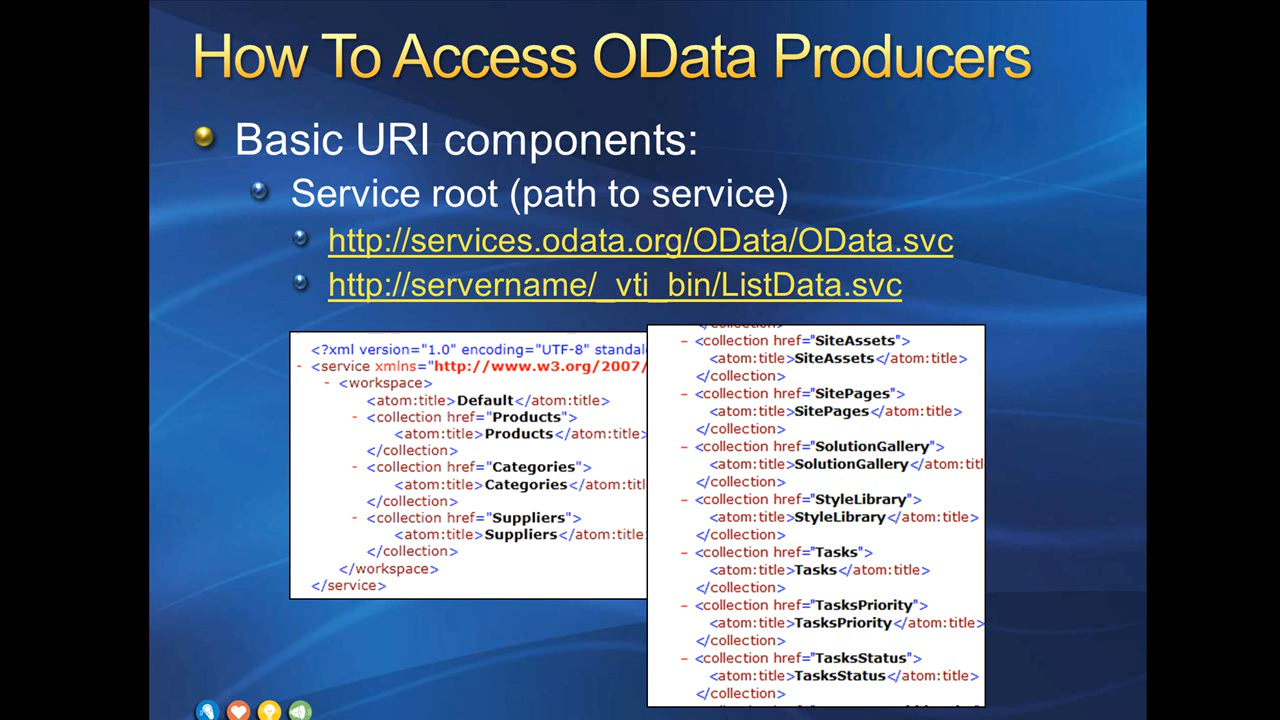 How To Access OData Producers
Basic URI components:
Service root (path to service)
http://services.odata.org/OData/OData.svc
http://servername/_vti_bin/ListData.svc
<?xml version="1.0" encoding="UTF-8"
- <service xmlns="http://www.w3.org/2007/
- <workspace>
<atom:title>Default</atom:title>
- <collection href="Products">
<atom:title>Products</atom:title>
</collection>
- <collection href="Categories">
<atom:title>Categories</atom:titl
</collection>
- <collection href="Suppliers">
<atom:title>Suppliers</atom:title
</collection>
</workspace>
</service>
</collection>
- <collection href="SiteAssets">
<atom:title>SiteAssets</atom:title>
</collection>
- <collection href="SitePages">
<atom:title>SitePages</atom:title>
</collection>
- <collection href="SolutionGallery">
<atom:title>SolutionGallery</atom:titl
</collection>
- <collection href="StyleLibrary">
<atom:title>StyleLibrary</atom:title>
</collection>
- <collection href="Tasks">
<atom:title>Tasks</atom:title>
</collection>
- <collection href="TasksPriority">
<atom:title>TasksPriority</atom:title>
</collection>
- <collection href="TasksStatus">
<atom:title>TasksStatus</atom:title>
</collection>